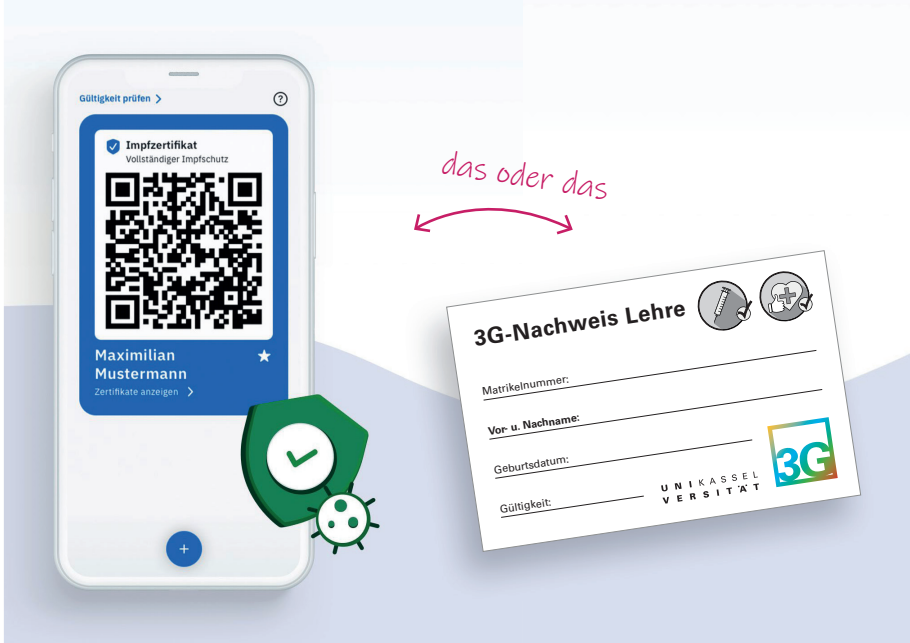 Gültigkeit prüfen
?
Impfzertifikat
Vollständiger Impfschutz
Maximilian
Mustermann
Zertifikate anzeigen
+
das oder das
3G-Nachweis Lehre
Matrikelnummer:
Vor- u. Nachname:
Geburtsdatum:
Gültigkeit:
UNIKASSEL
VERSITÄT
3G